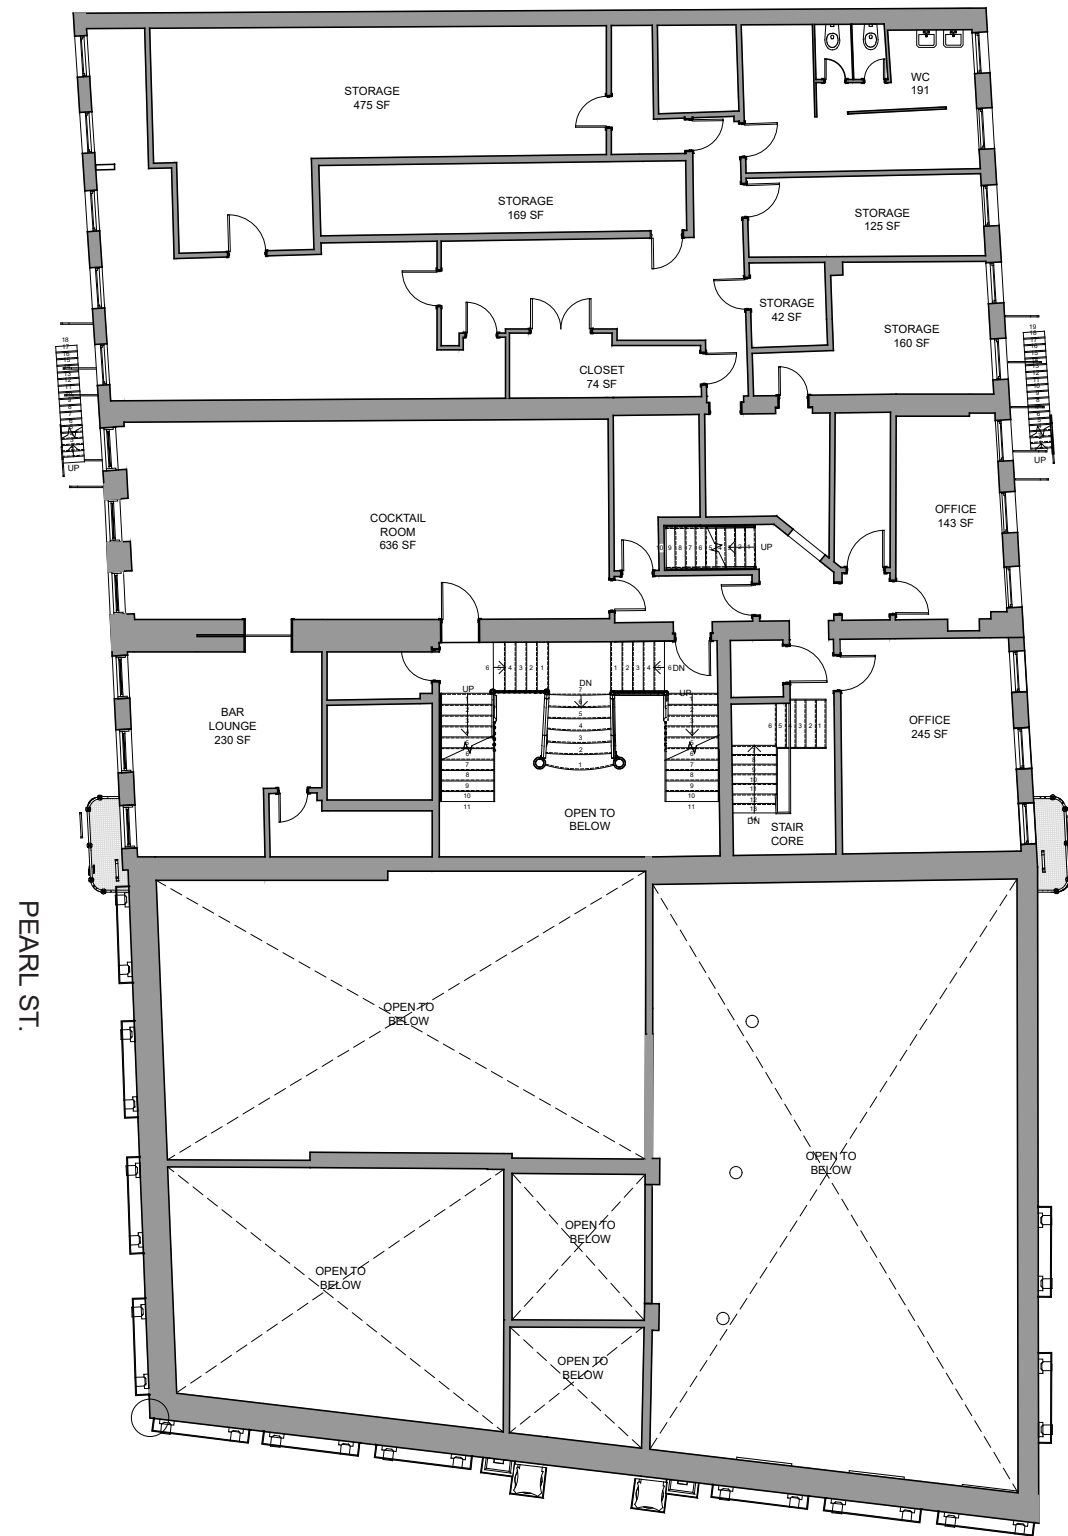 STORAGE
475 SF
WC
191
STORAGE
169 SF
STORAGE
125 SF
STORAGE
42 SF
STORAGE
160 SF
CLOSET
74 SF
UP
UP
COCKTAIL
ROOM
636 SF
OFFICE
143 SF
UP
BAR
LOUNGE
230 SF
UP
DN
DN
UP
OPEN TO
BELOW
DN
STAIR
CORE
OFFICE
245 SF
PEARL ST.
OPEN TO
BELOW
OPEN TO
BELOW
OPEN TO
BELOW
OPEN TO
BELOW
OPEN TO
BELOW